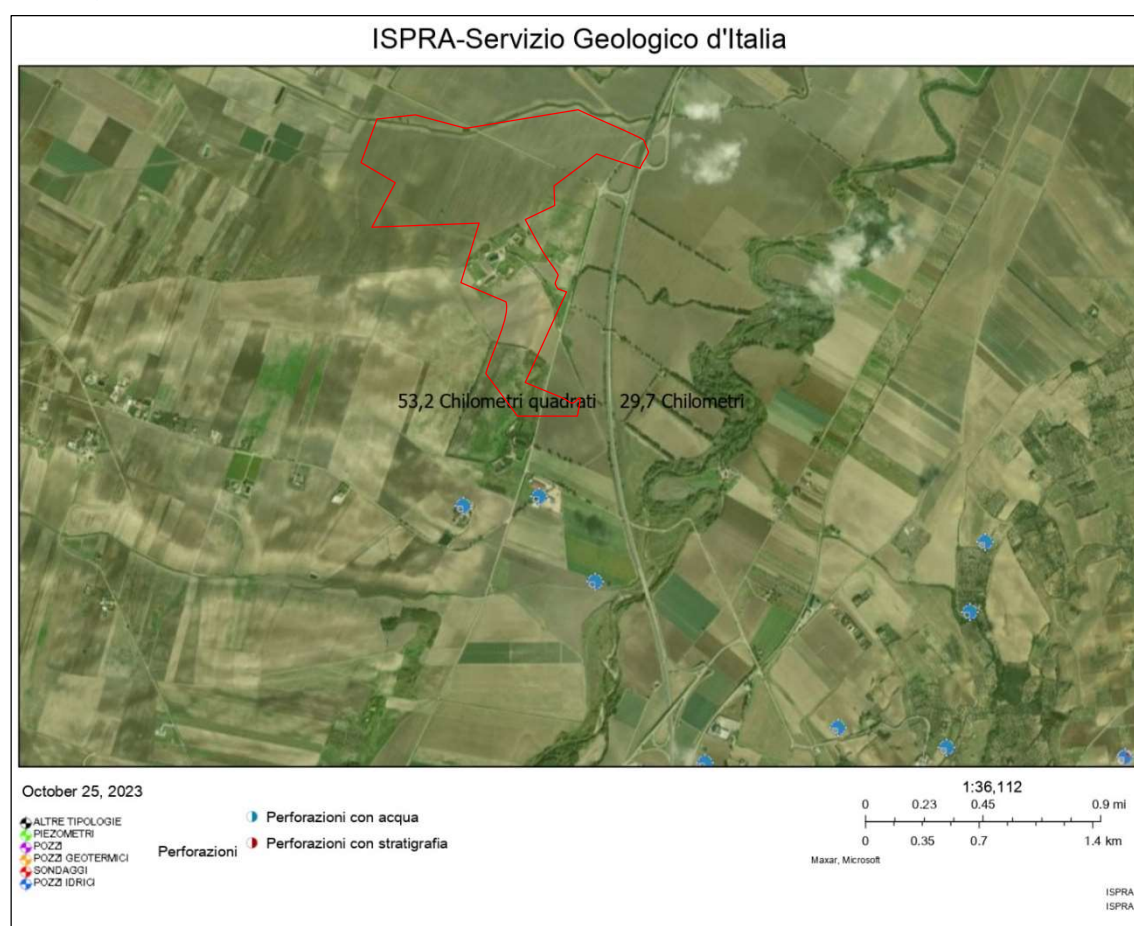 ISPRA-Servizio Geologico d'Italia
53,2 Chilometri quadrati 29,7 Chilometri
October 25, 2023
ALTRE TIPOLOGIE
PIEZOMETRI
POZZI
POZZI GEOTERMICI
SONDAGGI
POZZI IDRICI
Perforazioni
Perforazioni con acqua
Perforazioni con stratigrafia
1:36,112
0 0.23 0.45 0.9 mi
0 0.35 0.7 1.4 km
Maxar, Microsoft
ISPRA
ISPRA